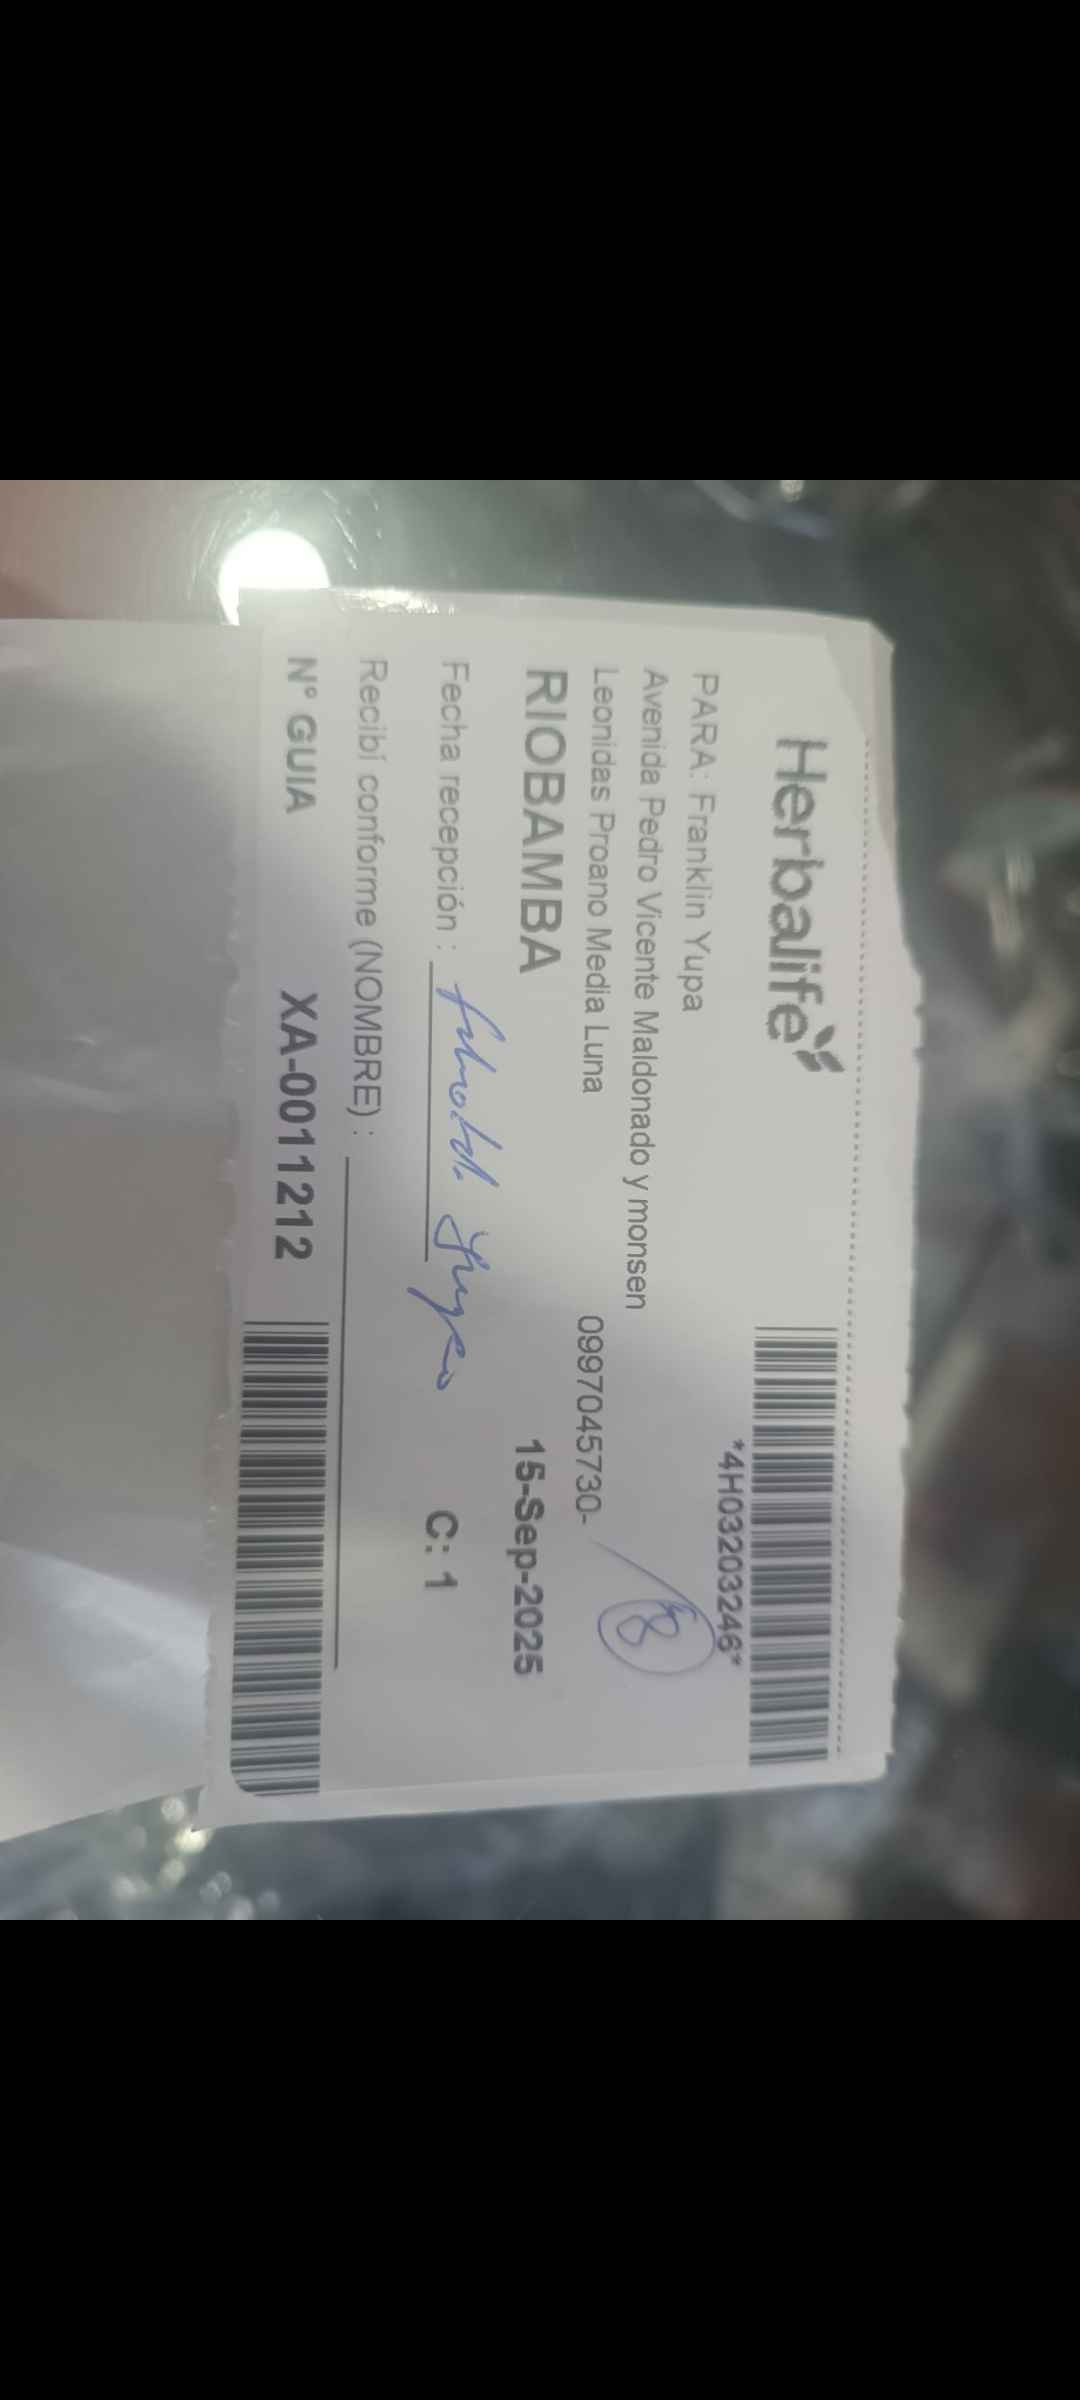 Herbalife
*4H03203246*
PARA: Franklin Yupa
8
Avenida Pedro Vicente Maldonado y monsen
Leonidas Proano Media Luna 0997045730-
RIOBAMBA 15-Sep-2025
Fecha recepción : C: 1
Recibí conforme (NOMBRE) :
N° GUIA XA-0011212